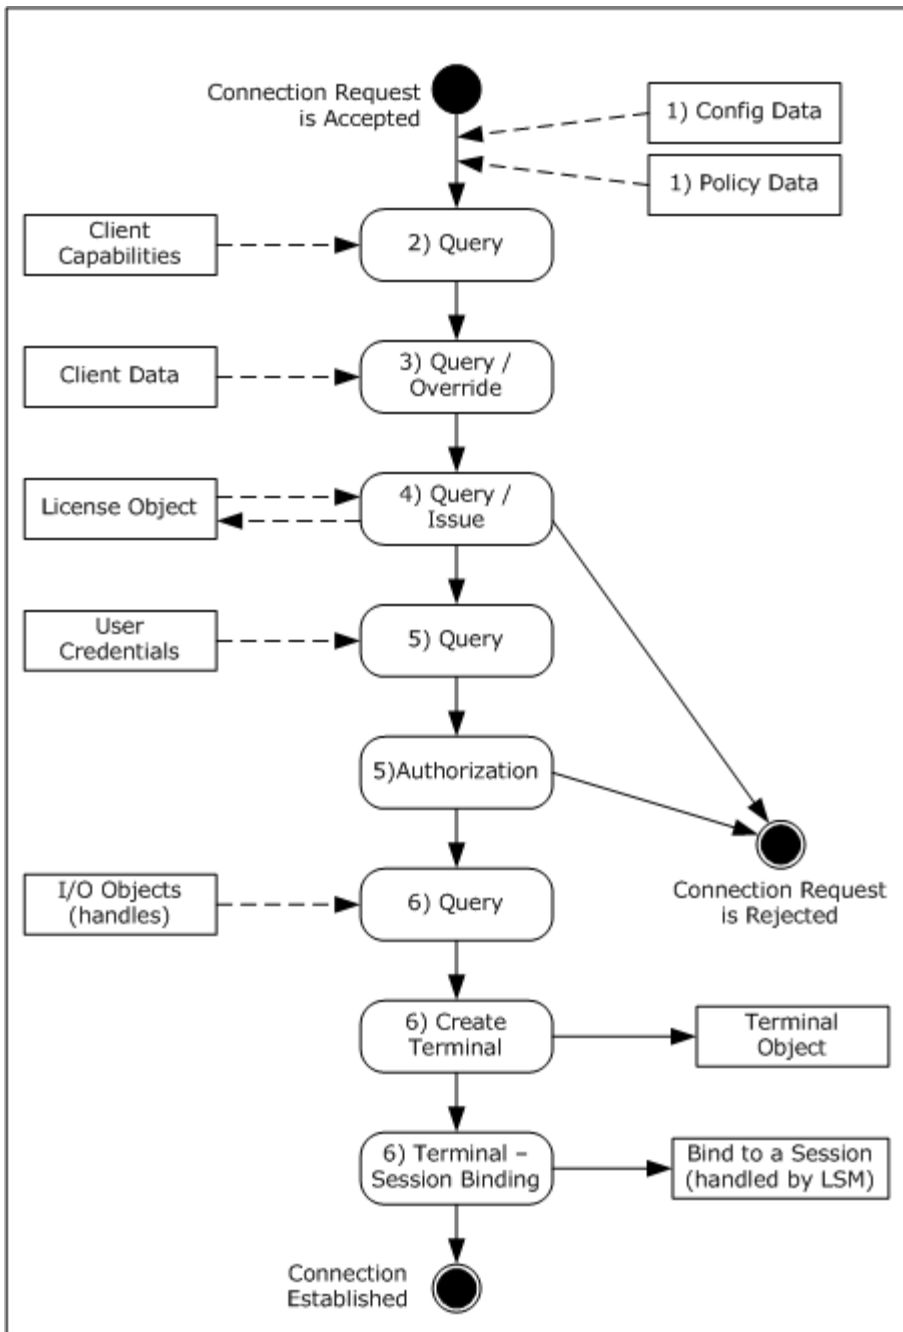 Connection Request
is Accepted
1) Config Data
1) Policy Data
Client
Capabilities
2) Query
Client Data
3) Query /
Override
License Object
4) Query /
Issue
User
Credentials
5) Query
5)Authorization
Connection Request
is Rejected
I/O Objects
(handles)
6) Query
6) Create
Terminal
Terminal
Object
6) Terminal –
Session Binding
Bind to a Session
(handled by LSM)
Connection
Established